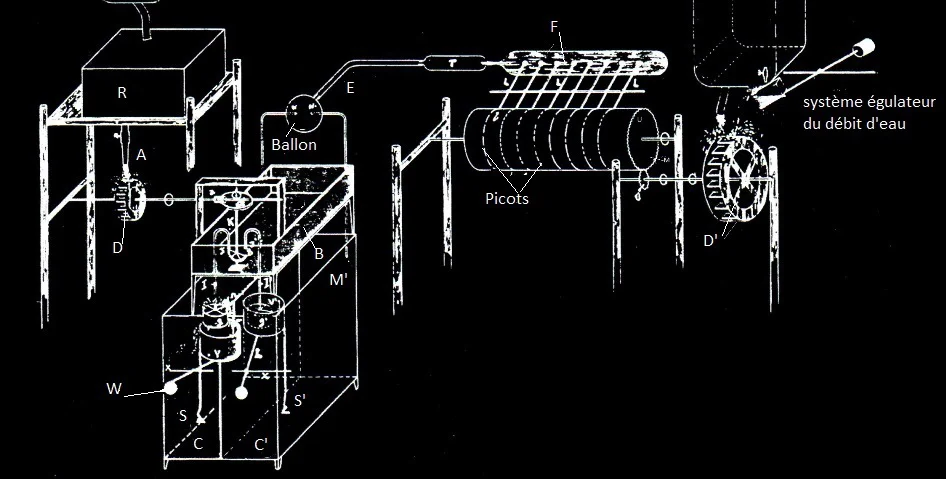 F
R
E
système égulateur
du débit d'eau
Ballon
A
Picots
D
D'
K
B
M'
W
S
S'
C
C'